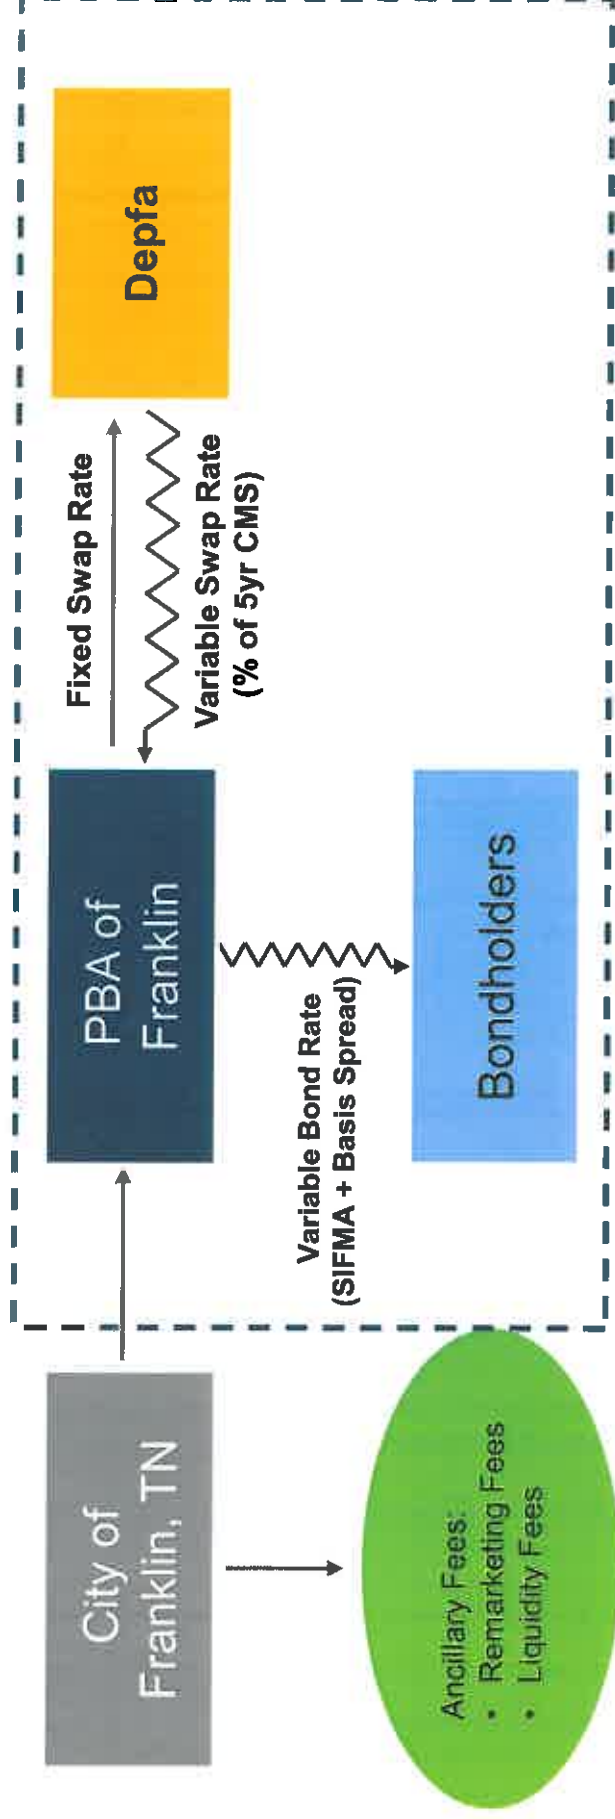 City of
Franklin, TN
PBA of
Franklin
Fixed Swap Rate
Depfa
Variable Swap Rate
(% of 5yr CMS)
Variable Bond Rate
(SIFMA + Basis Spread)
Ancillary Fees:
• Remarketing Fees
• Liquidity Fees
Bondholders